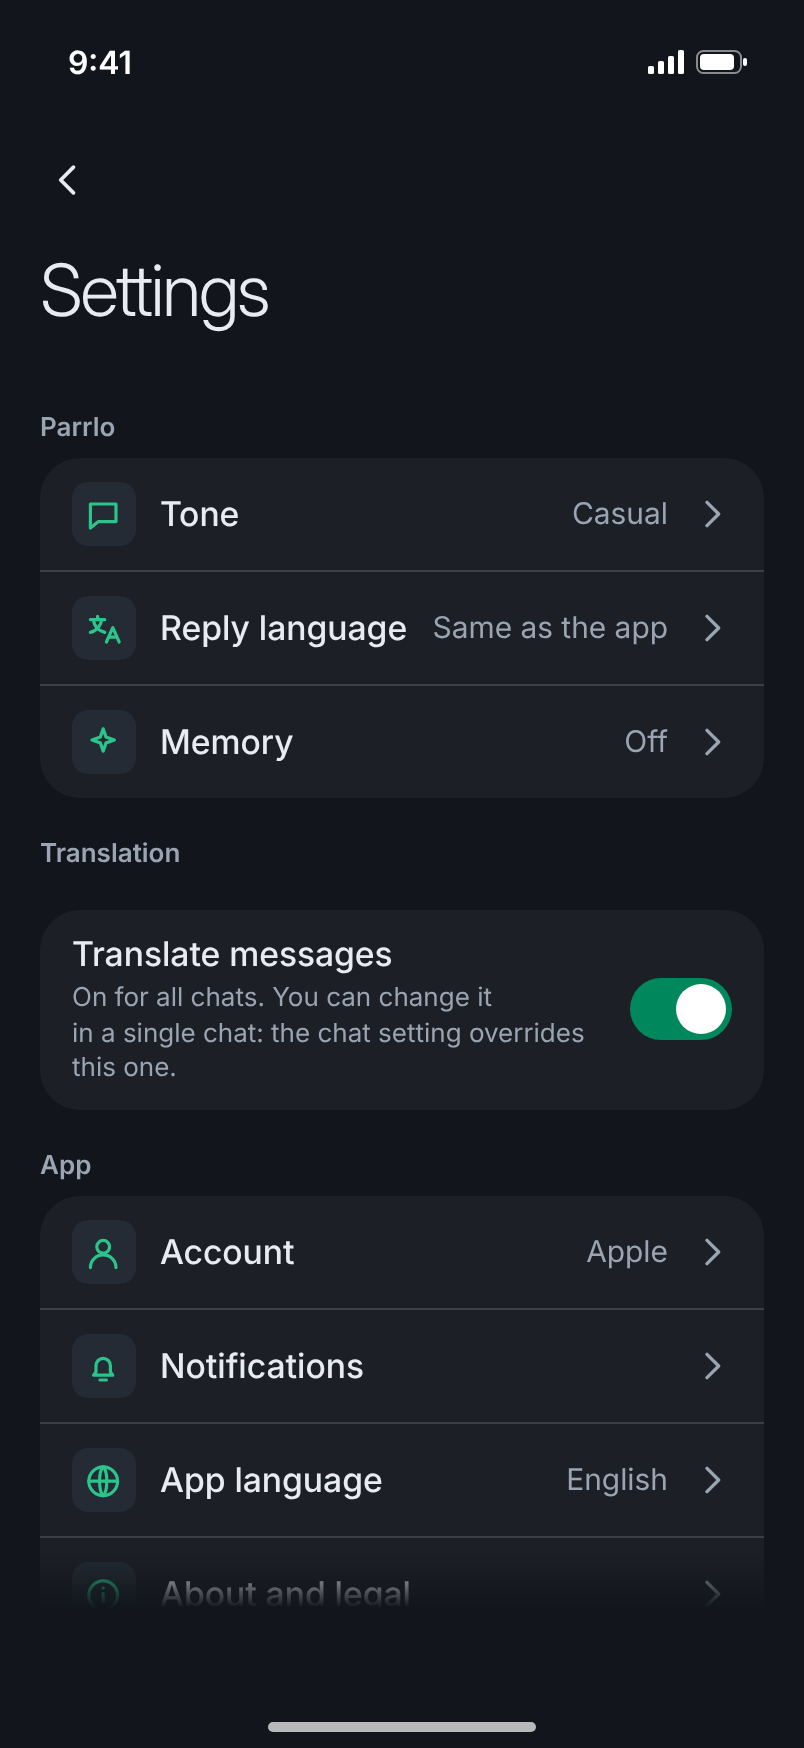 9:41
Settings
Parrlo
Tone
Casual
Reply language
Same as the app
Memory
Off
Translation
Translate messages
On for all chats. You can change it
in a single chat: the chat setting overrides
this one.
App
Account
Apple
Notifications
App language
English
About and legal